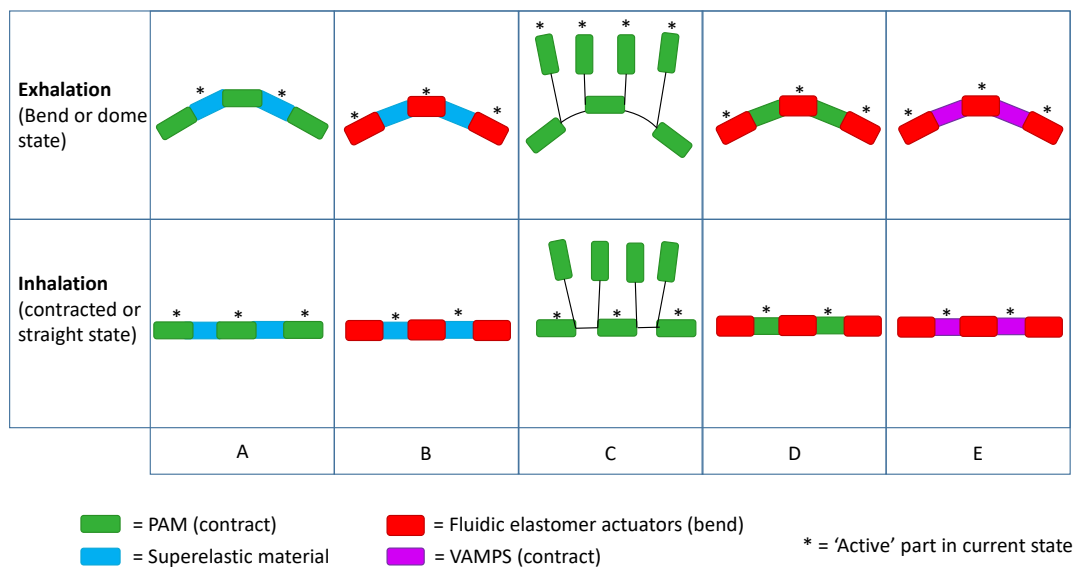 Exhalation
(Bend or dome
state)
* *
* * *
* * * *
* * *
* * *
Inhalation
(contracted or
straight state)
* * *
* *
* * *
* *
* *
A B C D E
= PAM (contract)
= Fluidic elastomer actuators (bend)
= Superelastic material
= VAMPS (contract)
* = ‘Active’ part in current state